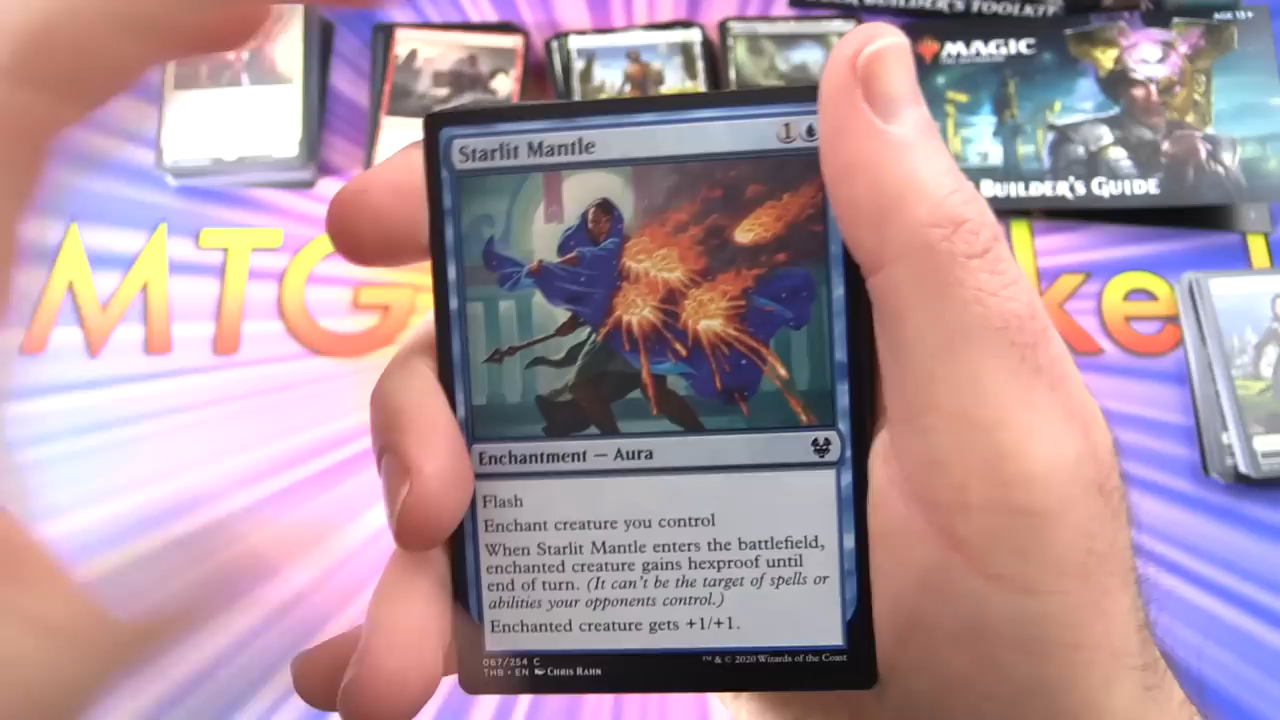 BUILDER'S TOOLKIT
AGE 13+
MAGIC
BUILDER'S GUIDE
MTG
ked
Starlit Mantle
1
Enchantment — Aura
Flash
Enchant creature you control
When Starlit Mantle enters the battlefield,
enchanted creature gains hexproof until
end of turn. (It can't be the target of spells or
abilities your opponents control.)
Enchanted creature gets +1/+1.
067/254 C
THB • EN Chris Rahn
™ & © 2020 Wizards of the Coast